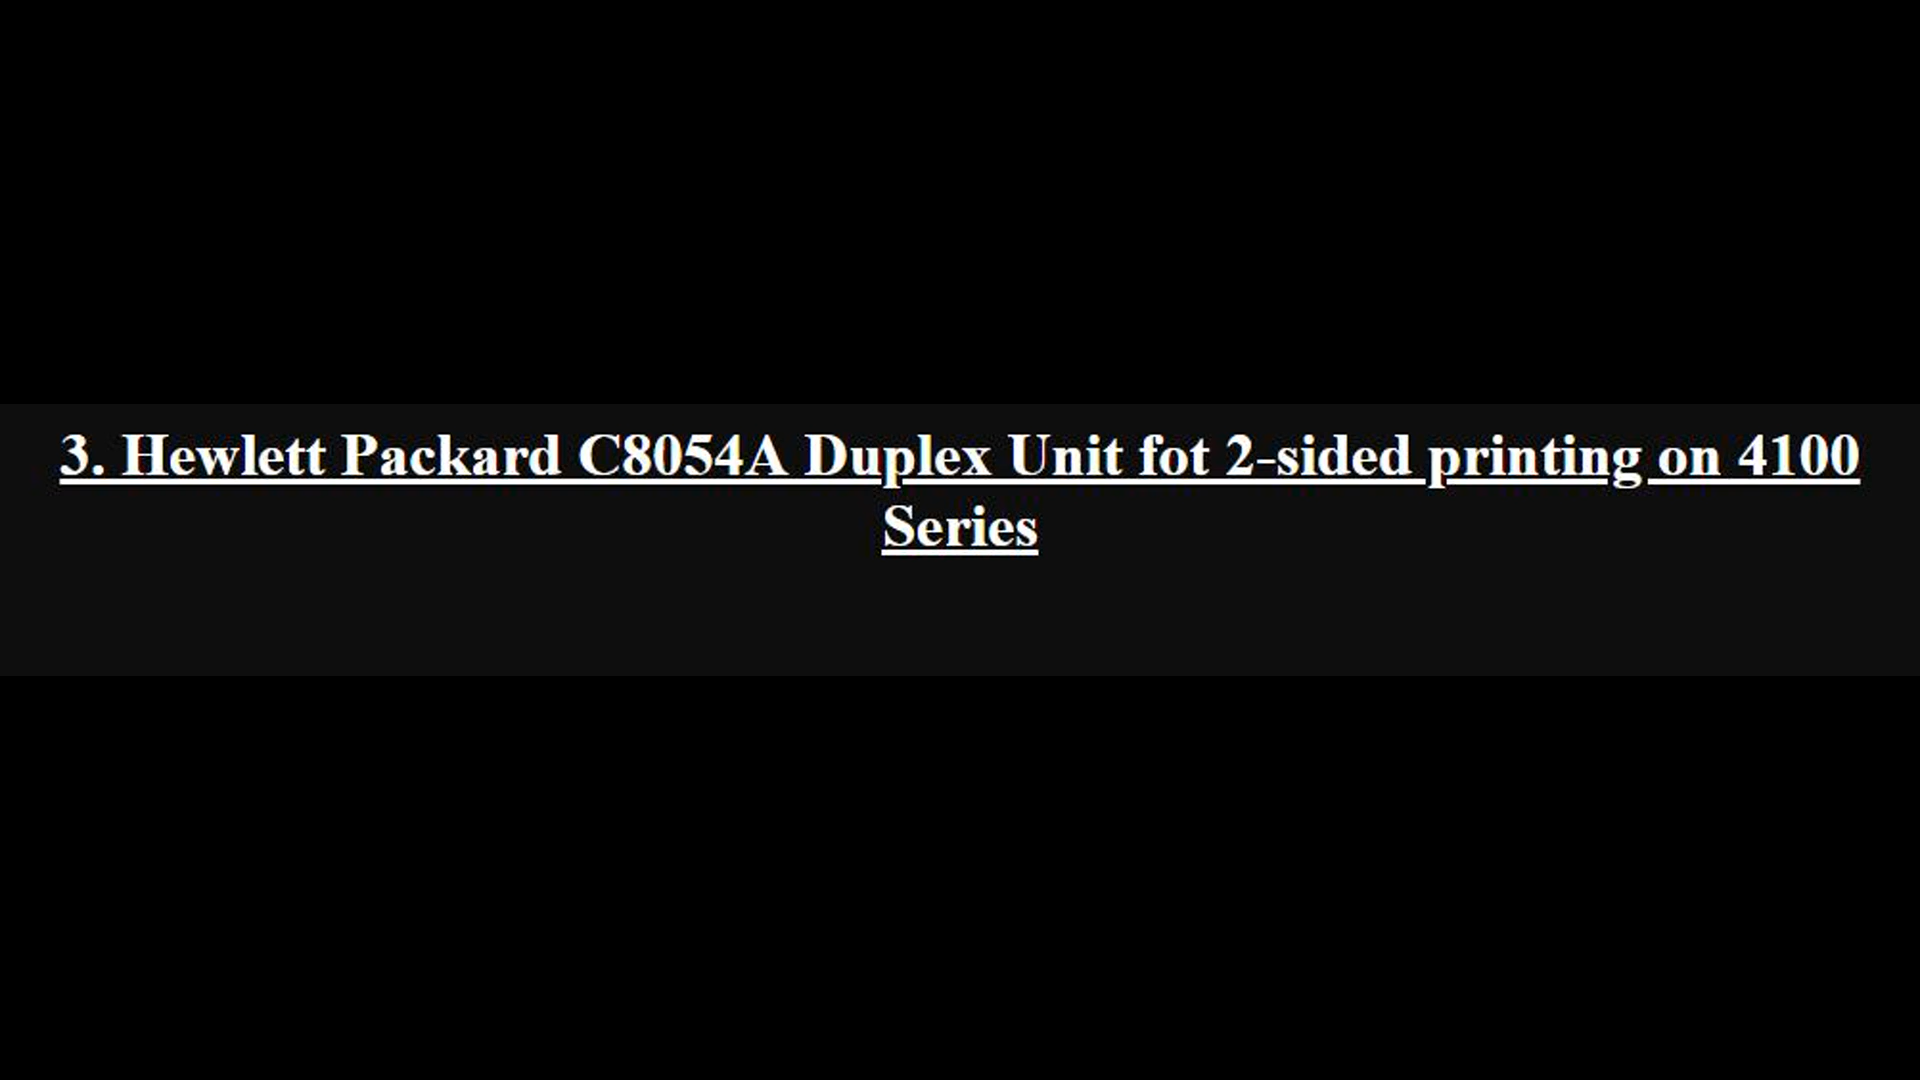 3. Hewlett Packard C8054A Duplex Unit fot 2-sided printing on 4100
Series